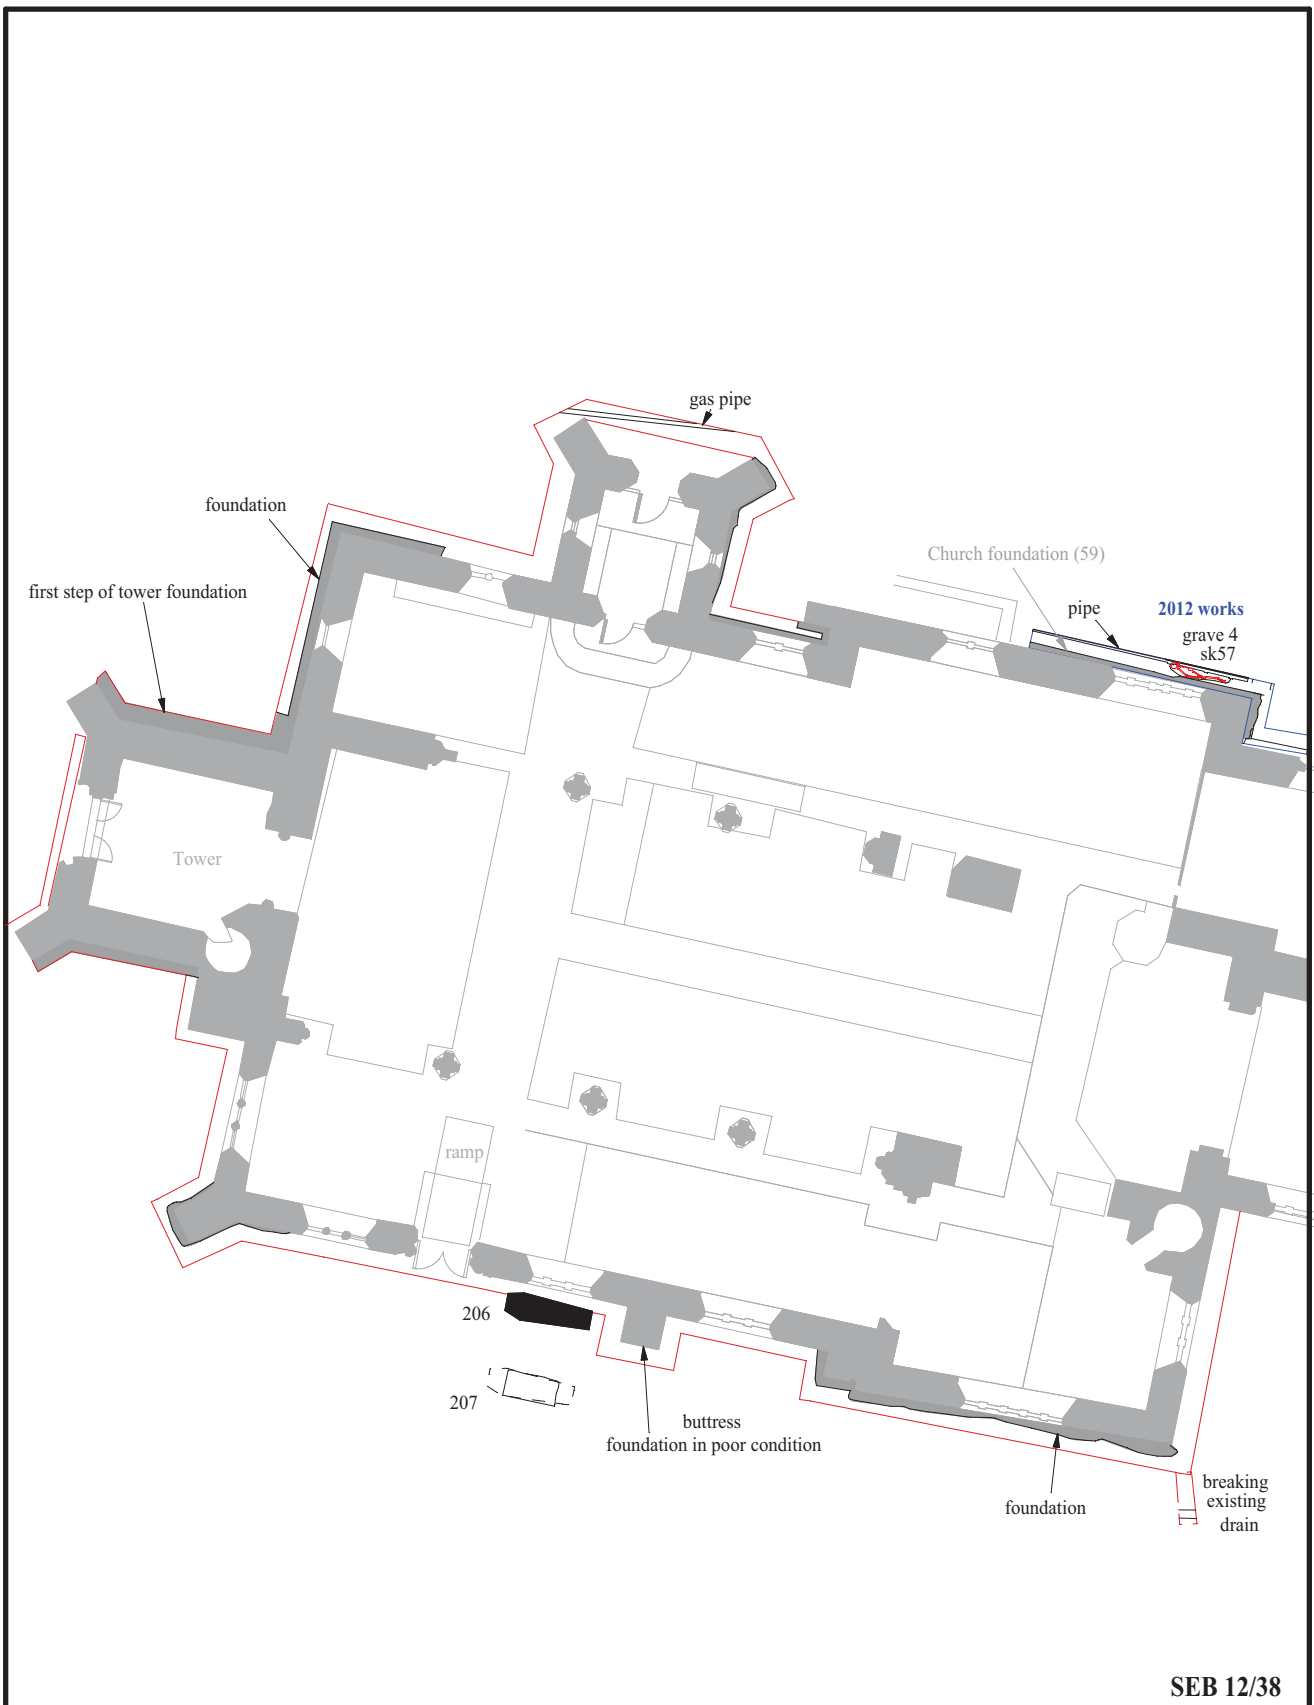 gas pipe
foundation
Church foundation (59)
first step of tower foundation
2012 works
pipe
grave 4
sk57
Tower
ramp
206
207
buttress
foundation in poor condition
foundation
breaking
existing
drain
SEB 12/38